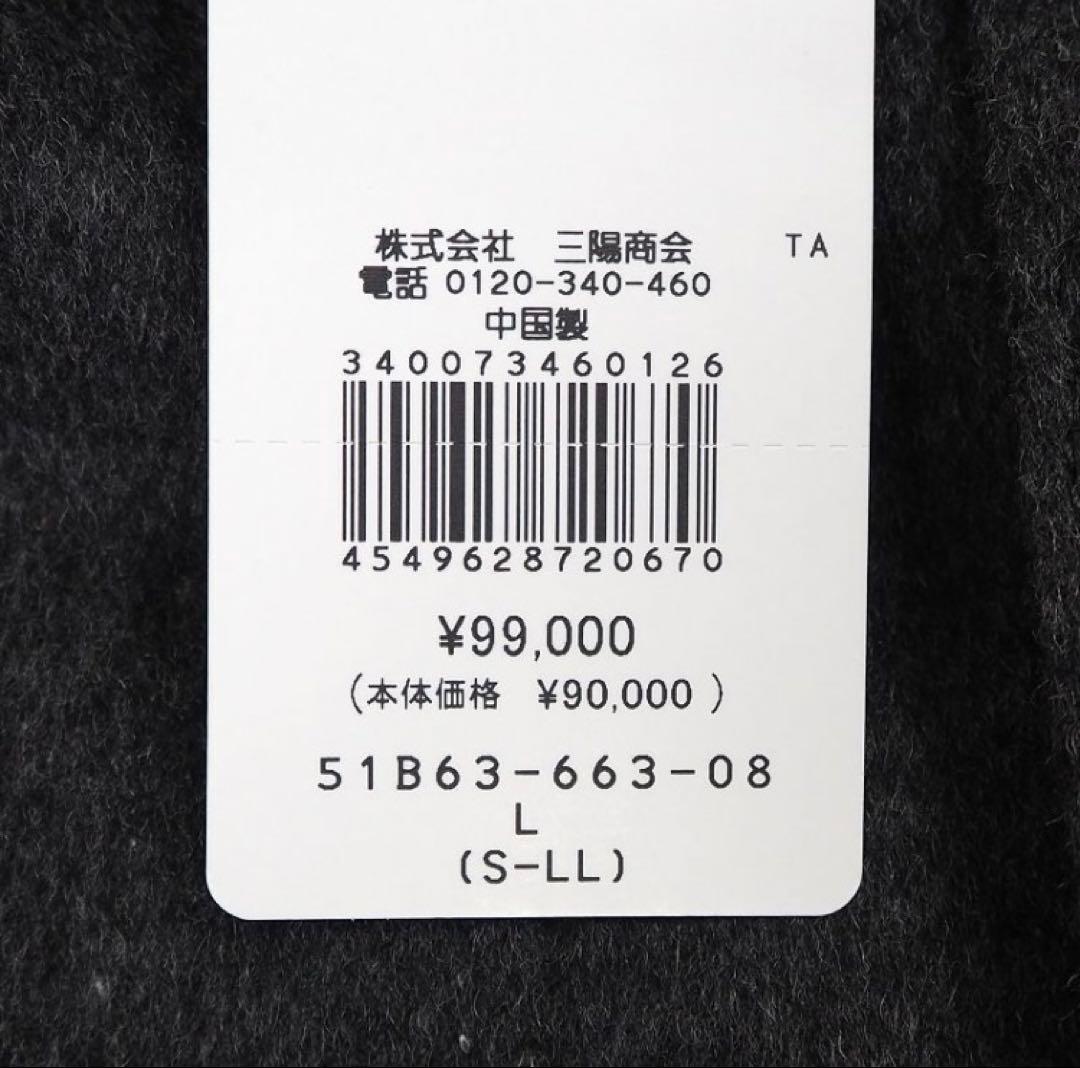 株式会社　三陽商会　TA
電話 0120-340-460
中国製
3400734601​26
4549628720670
¥99,000
(本体価格　¥90,000 )
51B63-663-08
L
(S-LL)